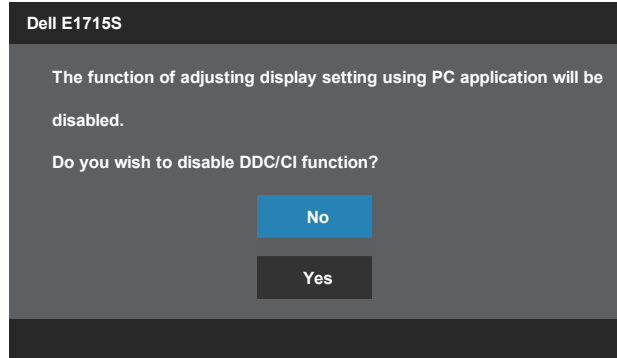 Dell E1715S
The function of adjusting display setting using PC application will be
disabled.
Do you wish to disable DDC/CI function?
No
Yes